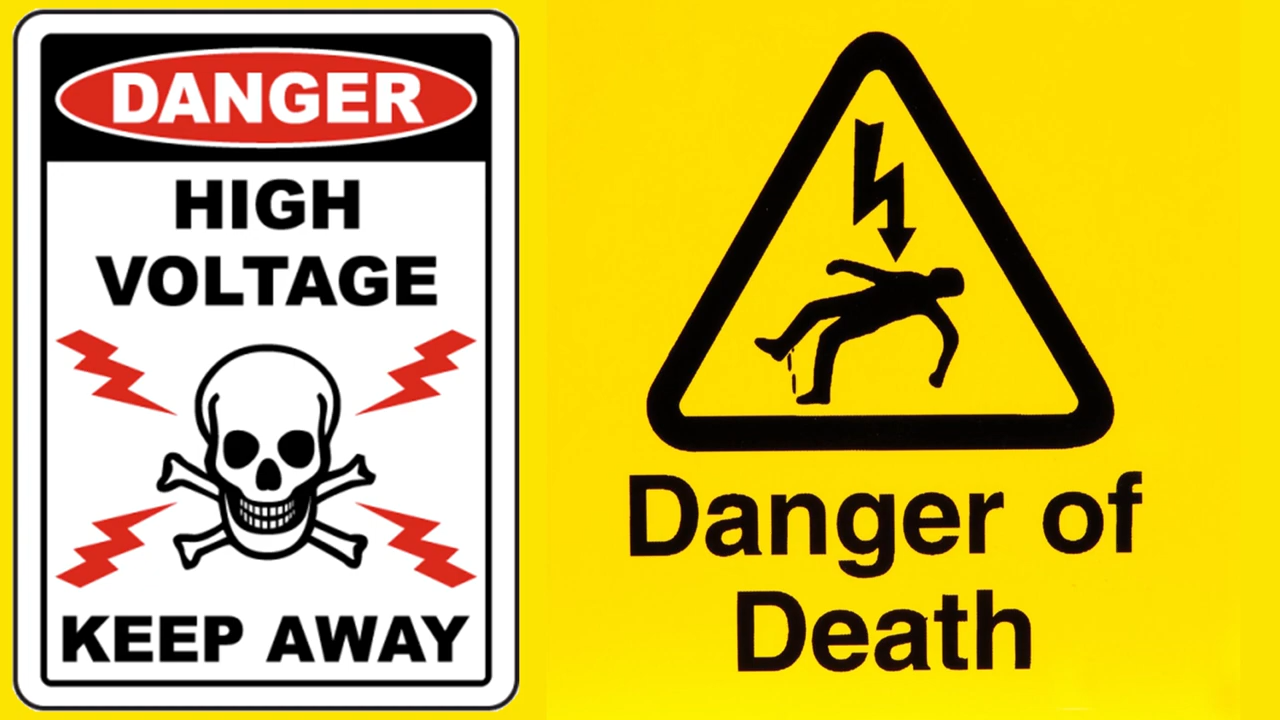 DANGER
HIGH
VOLTAGE
KEEP AWAY
Danger of
Death